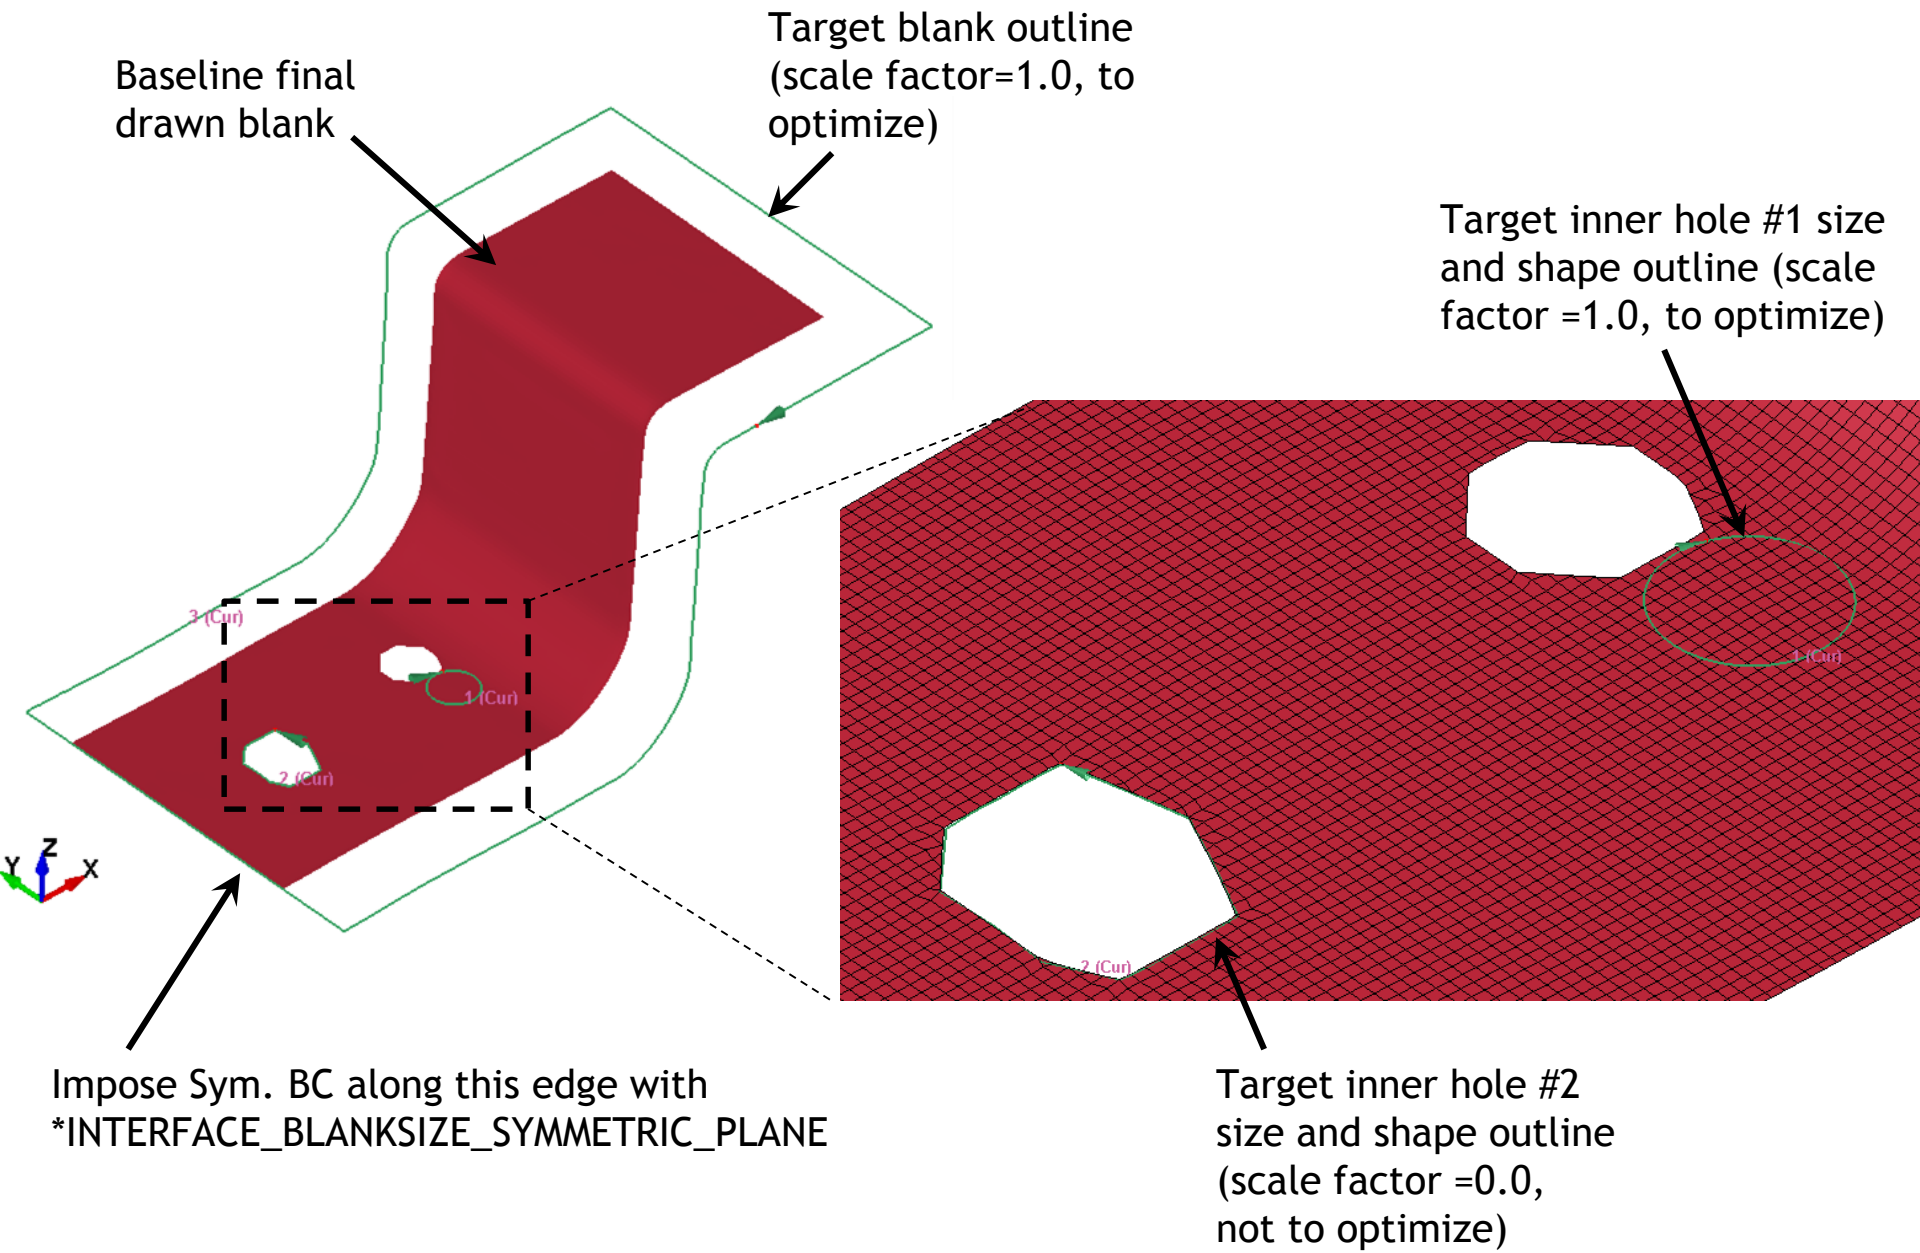 Target blank outline
(scale factor=1.0, to
optimize)
Baseline final
drawn blank
Target inner hole #1 size
and shape outline (scale
factor =1.0, to optimize)
3 (Cur)
1 (Cur)
2 (Cur)
1 (Cur)
2 (Cur)
Z
Y
X
Impose Sym. BC along this edge with
*INTERFACE_BLANKSIZE_SYMMETRIC_PLANE
Target inner hole #2
size and shape outline
(scale factor =0.0,
not to optimize)